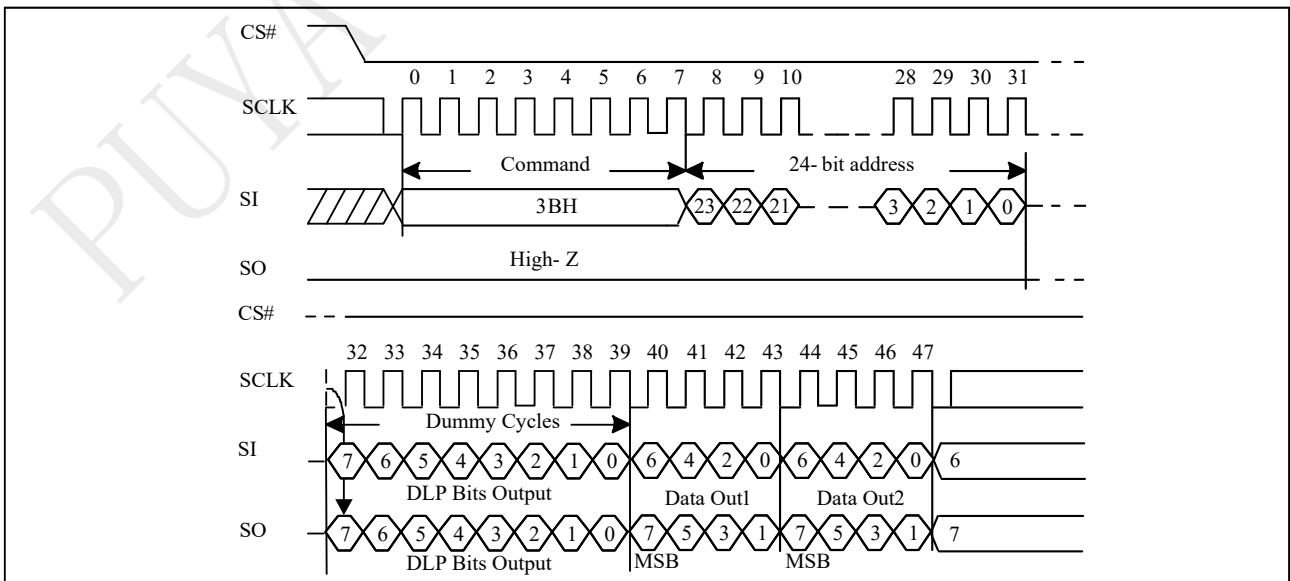 PUYA
CS#
0 1 2 3 4 5 6 7 8 9 10 28 29 30 31
SCLK
Command 24- bit address
SI 3BH 23 22 21 3 2 1 0
High- Z
SO
CS#
32 33 34 35 36 37 38 39 40 41 42 43 44 45 46 47
SCLK
Dummy Cycles
SI 7 6 5 4 3 2 1 0 6 4 2 0 6 4 2 0 6
DLP Bits Output Data Out1 Data Out2
SO 7 6 5 4 3 2 1 0 7 5 3 1 7 5 3 1 7
DLP Bits Output MSB MSB